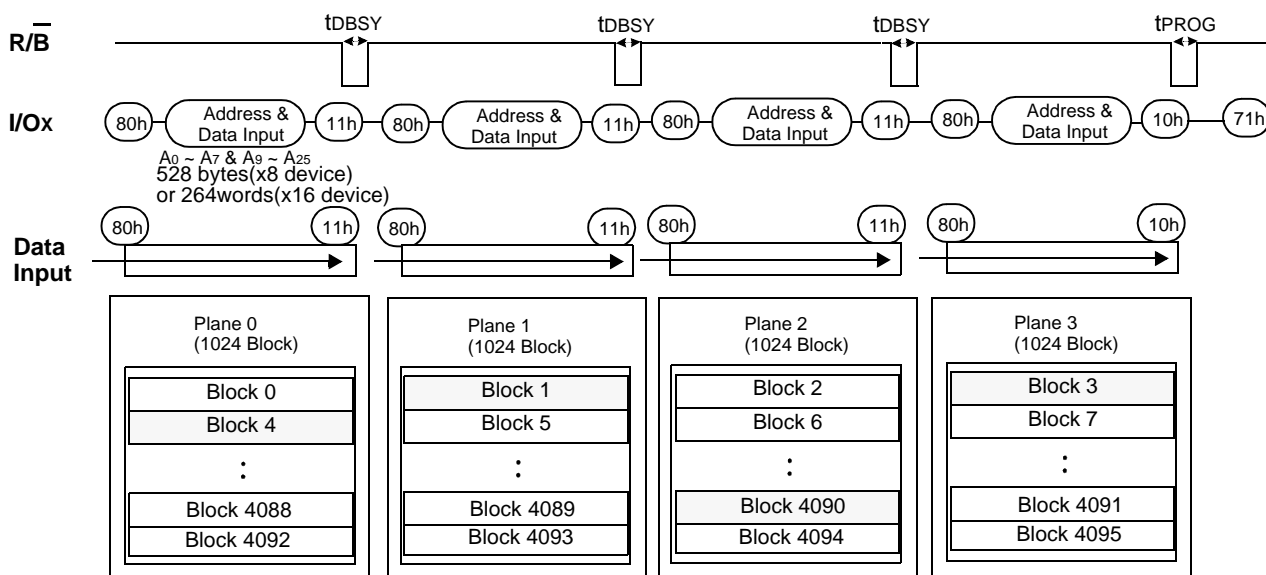 tDBSY tDBSY tDBSY tPROG
R/B̅
I/Ox 80h Address & Data Input 11h 80h Address & Data Input 11h 80h Address & Data Input 11h 80h Address & Data Input 10h 71h
A0 ~ A7 & A9 ~ A25
528 bytes(x8 device)
or 264words(x16 device)
Data Input 80h 11h 80h 11h 80h 11h 80h 10h
Plane 0
(1024 Block)
Block 0
Block 4
:
Block 4088
Block 4092
Plane 1
(1024 Block)
Block 1
Block 5
:
Block 4089
Block 4093
Plane 2
(1024 Block)
Block 2
Block 6
:
Block 4090
Block 4094
Plane 3
(1024 Block)
Block 3
Block 7
:
Block 4091
Block 4095